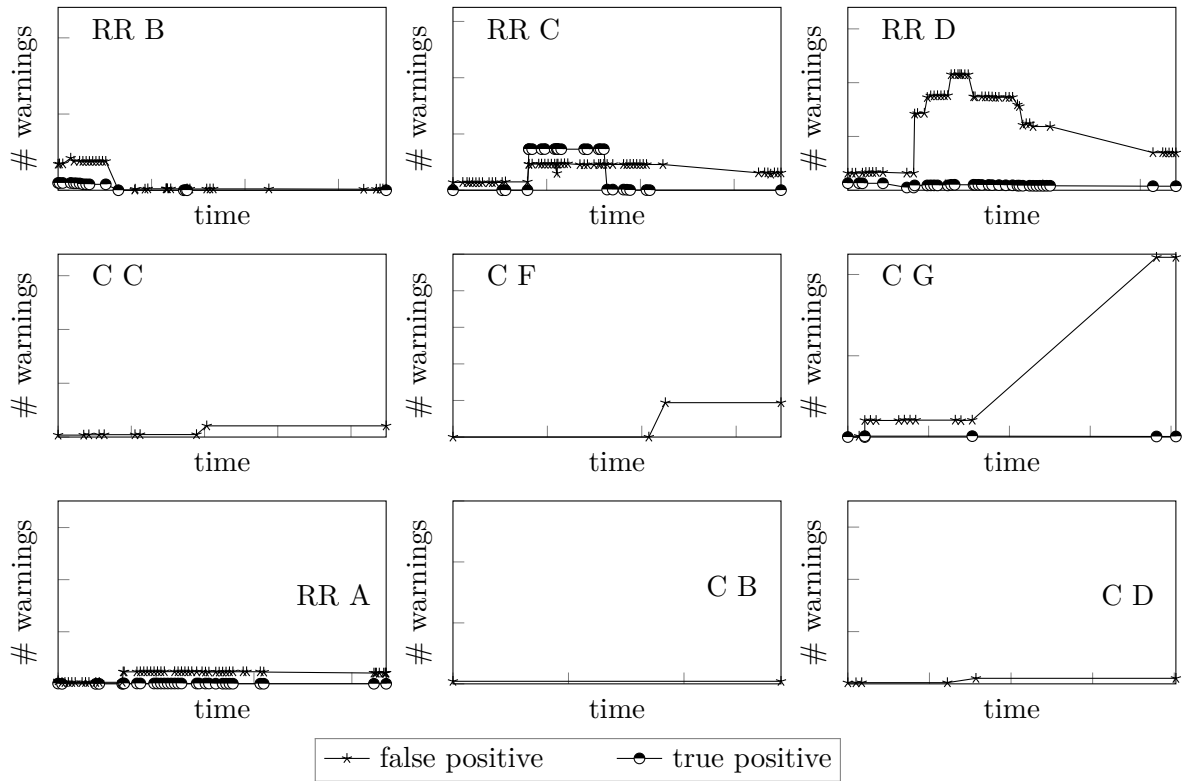 RR B
# warnings
time
RR C
# warnings
time
RR D
# warnings
time
C C
# warnings
time
C F
# warnings
time
C G
# warnings
time
RR A
# warnings
time
C B
# warnings
time
C D
# warnings
time
false positive
true positive